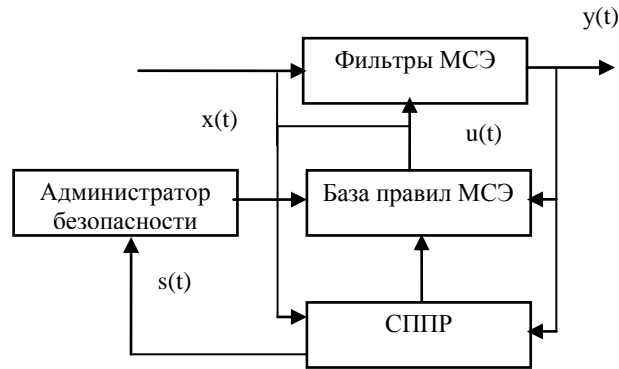 y(t)
Фильтры МСЭ
x(t)
u(t)
Администратор
безопасности
База правил МСЭ
s(t)
СППР